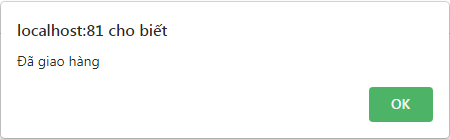 localhost:81 cho biết
Đã giao hàng
OK